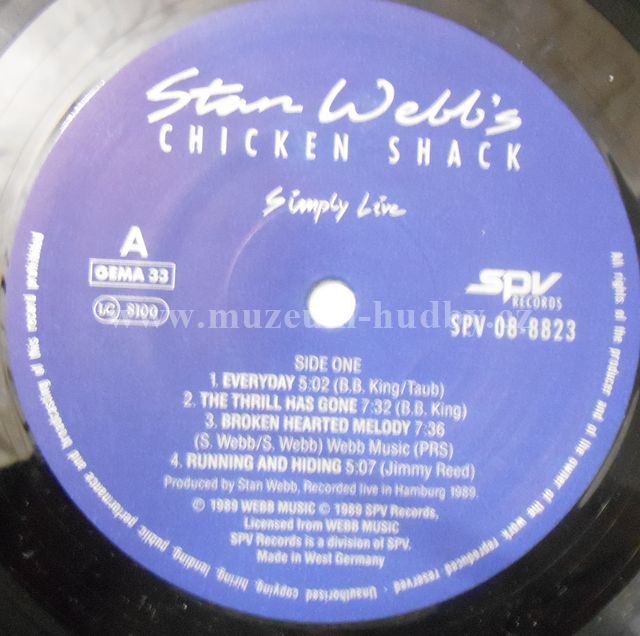 Stan Webb's
CHICKEN SHACK
Simply Live
A
GEMA 33
LC 8100
SPV
RECORDS
SPV-08-8823
www.muzeum-hudby.cz
SIDE ONE
1. EVERYDAY 5:02 (B.B. King/Taub)
2. THE THRILL HAS GONE 7:32 (B.B. King)
3. BROKEN HEARTED MELODY 7:36
(S. Webb/S. Webb) Webb Music (PRS)
4. RUNNING AND HIDING 5:07 (Jimmy Reed)
Produced by Stan Webb, Recorded live in Hamburg 1989.
© 1989 WEBB MUSIC © 1989 SPV Records.
Licensed from WEBB MUSIC
SPV Records is a division of SPV.
Made in West Germany
All rights of the producer and of the owner of the work reproduced reserved · Unauthorised copying, hiring, lending, public performance and broadcasting of this record prohibited